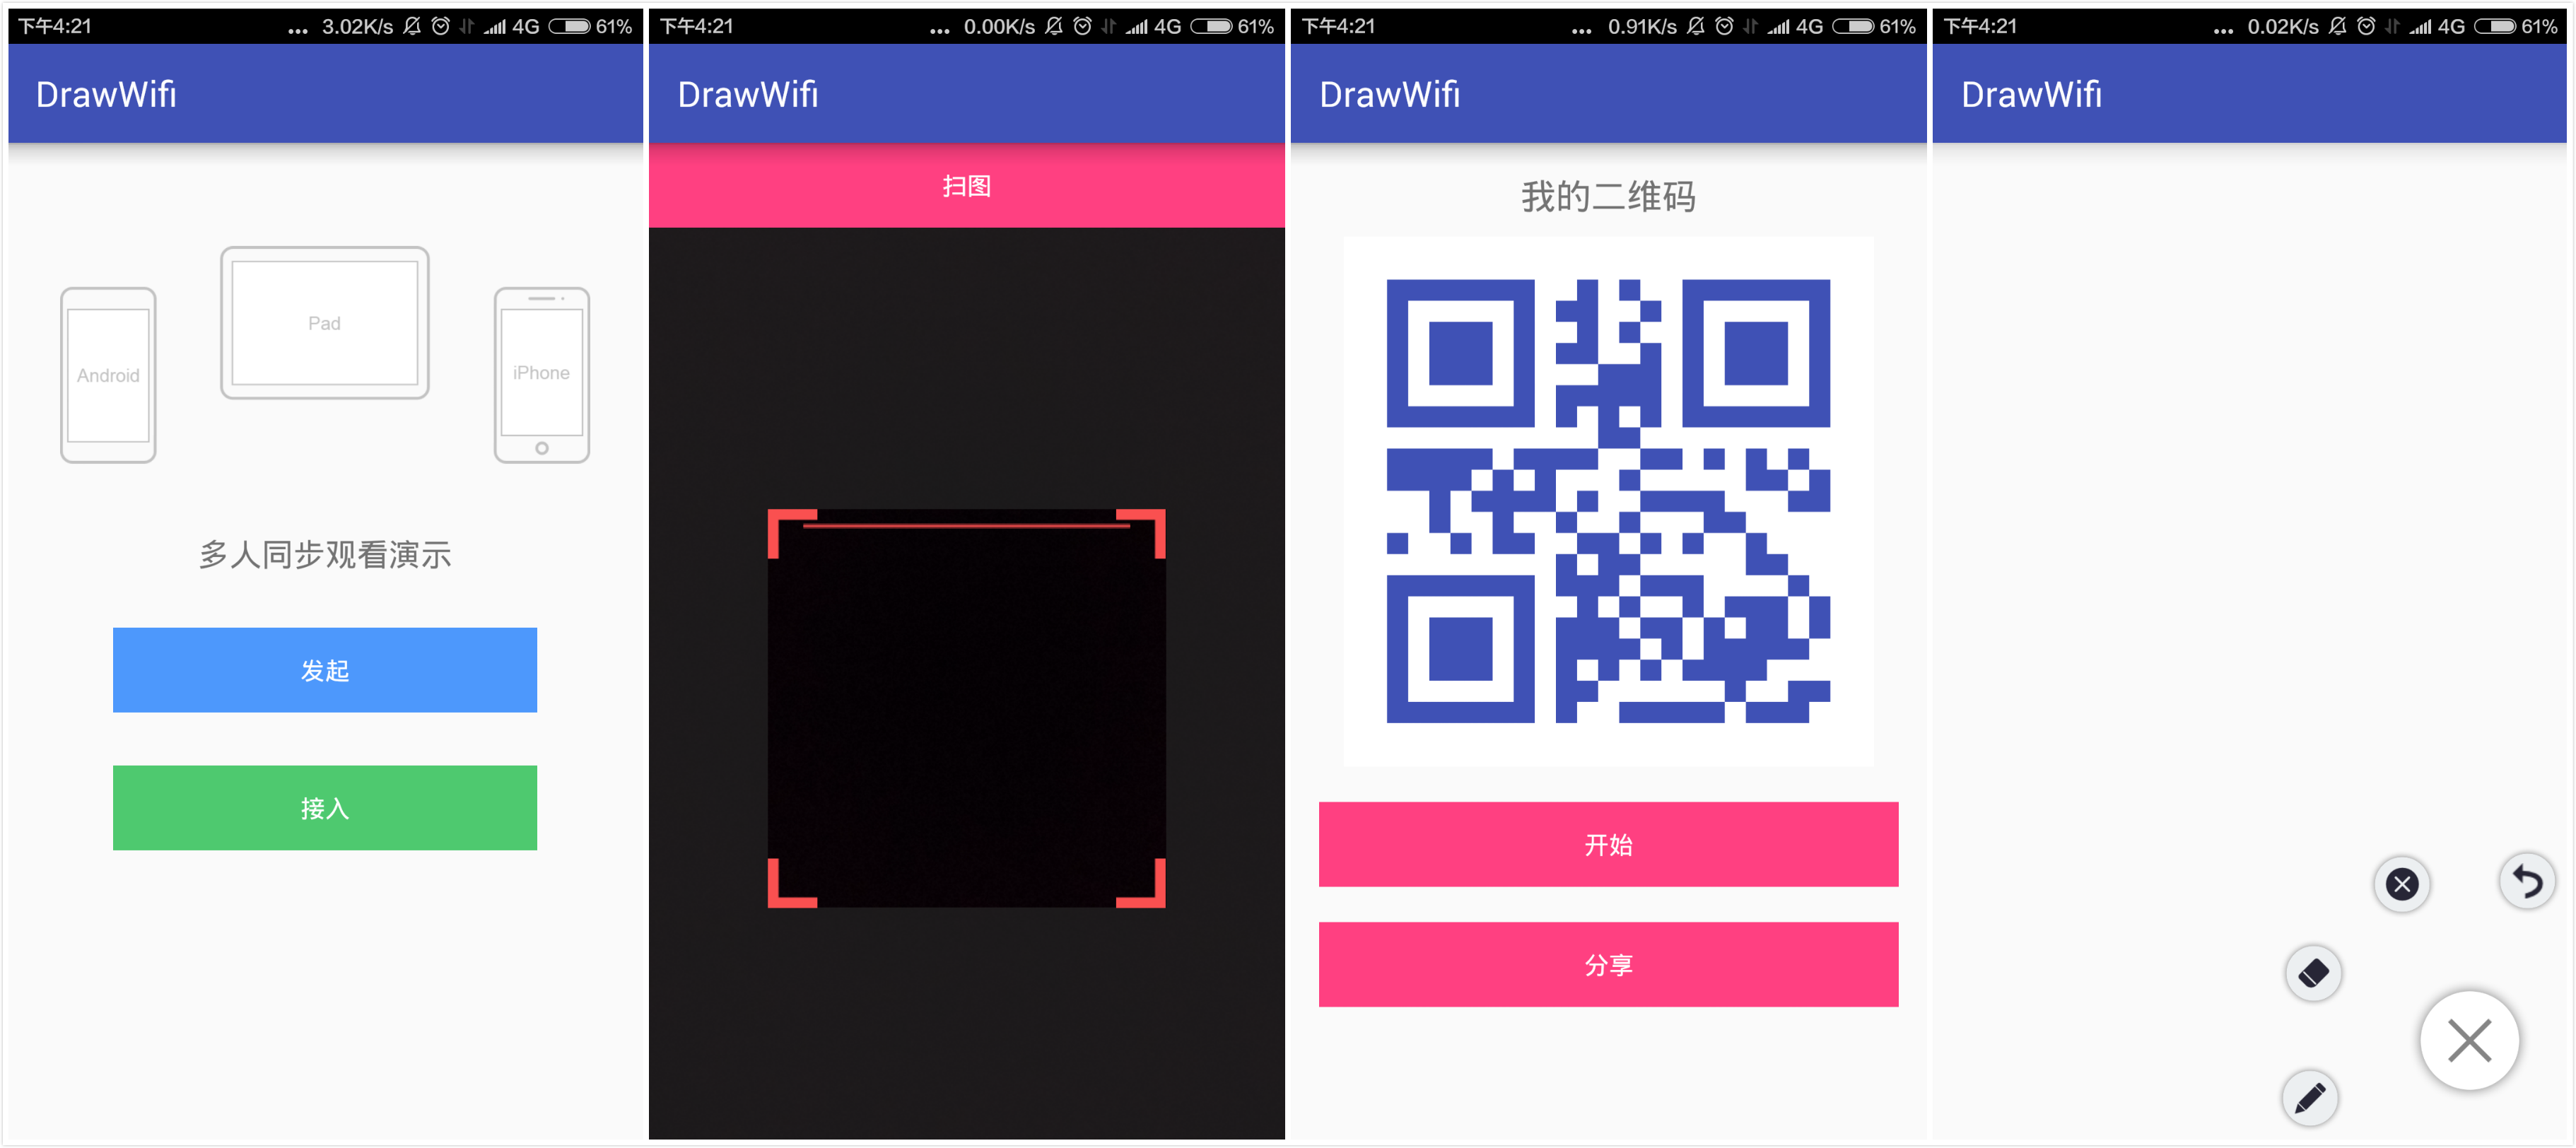 下午4:21 ... 3.02K/s 4G 61%
DrawWifi
Android
Pad
iPhone
多人同步观看演示
发起
接入
下午4:21 ... 0.00K/s 4G 61%
DrawWifi
扫图
下午4:21 ... 0.91K/s 4G 61%
DrawWifi
我的二维码
开始
分享
下午4:21 ... 0.02K/s 4G 61%
DrawWifi